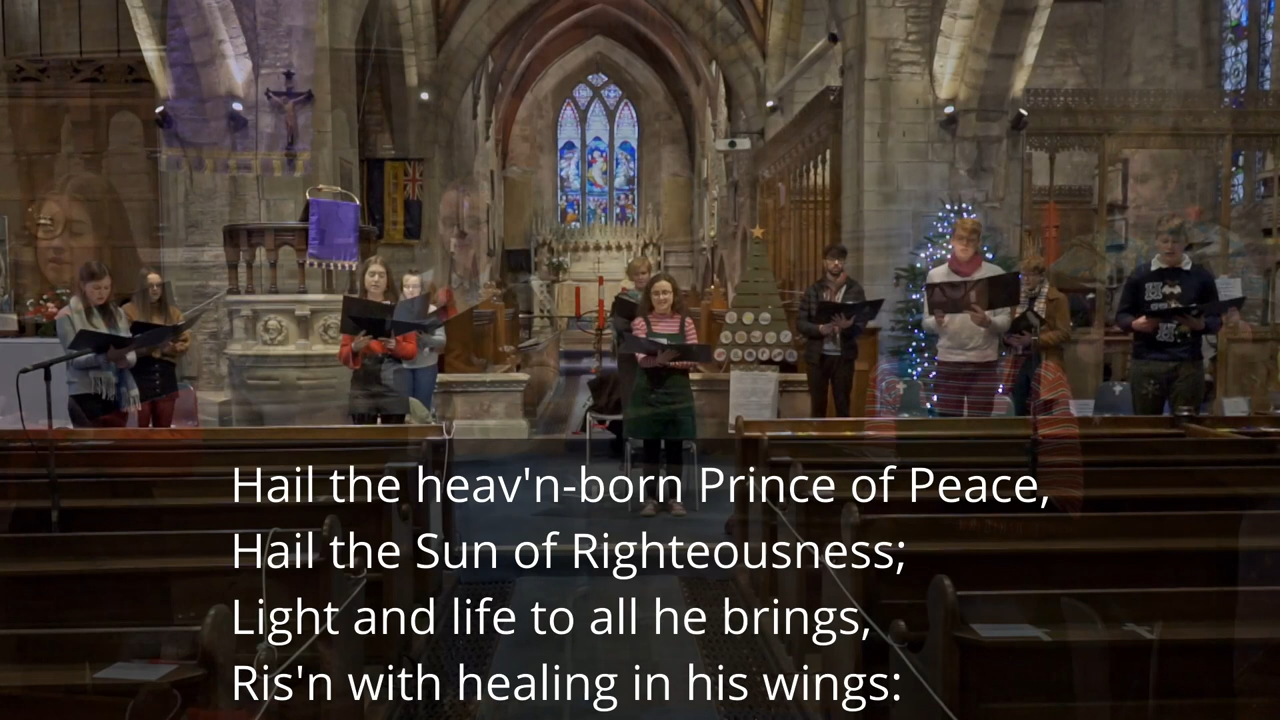 Hail the heav'n-born Prince of Peace,
Hail the Sun of Righteousness;
Light and life to all he brings,
Ris'n with healing in his wings: